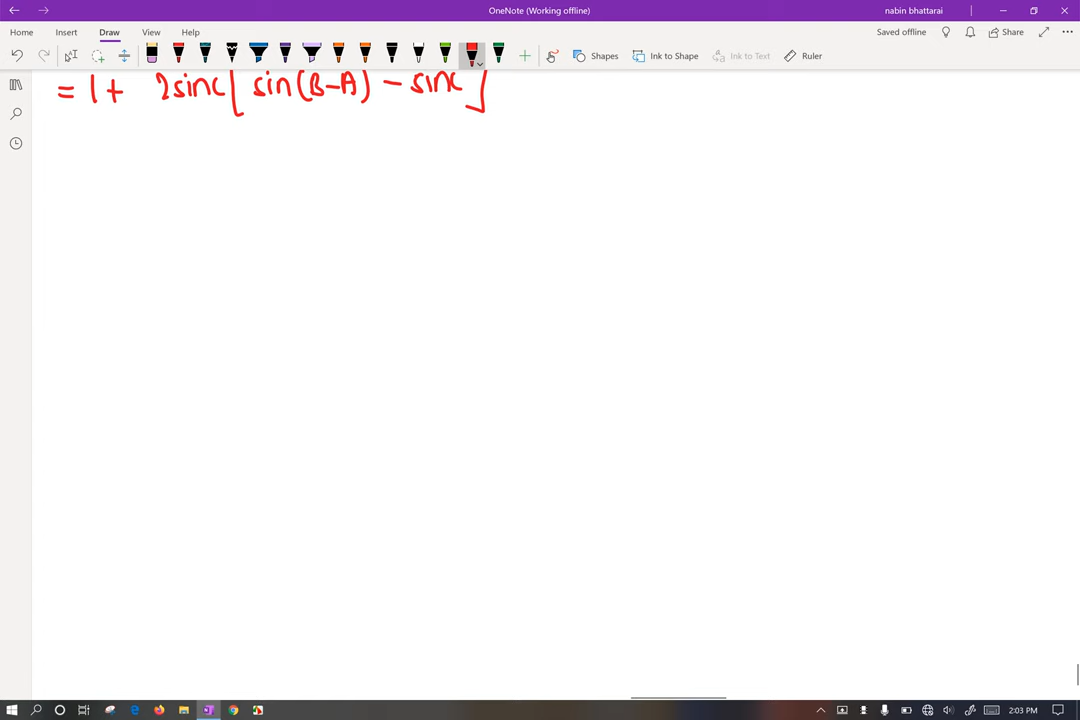 OneNote (Working offline)
nabin bhattarai
Home Insert Draw View Help
Saved offline
Share
Shapes
Ink to Shape
Ink to Text
Ruler
= 1 + 2sinc[sin(B-A) - sinc]
2:03 PM